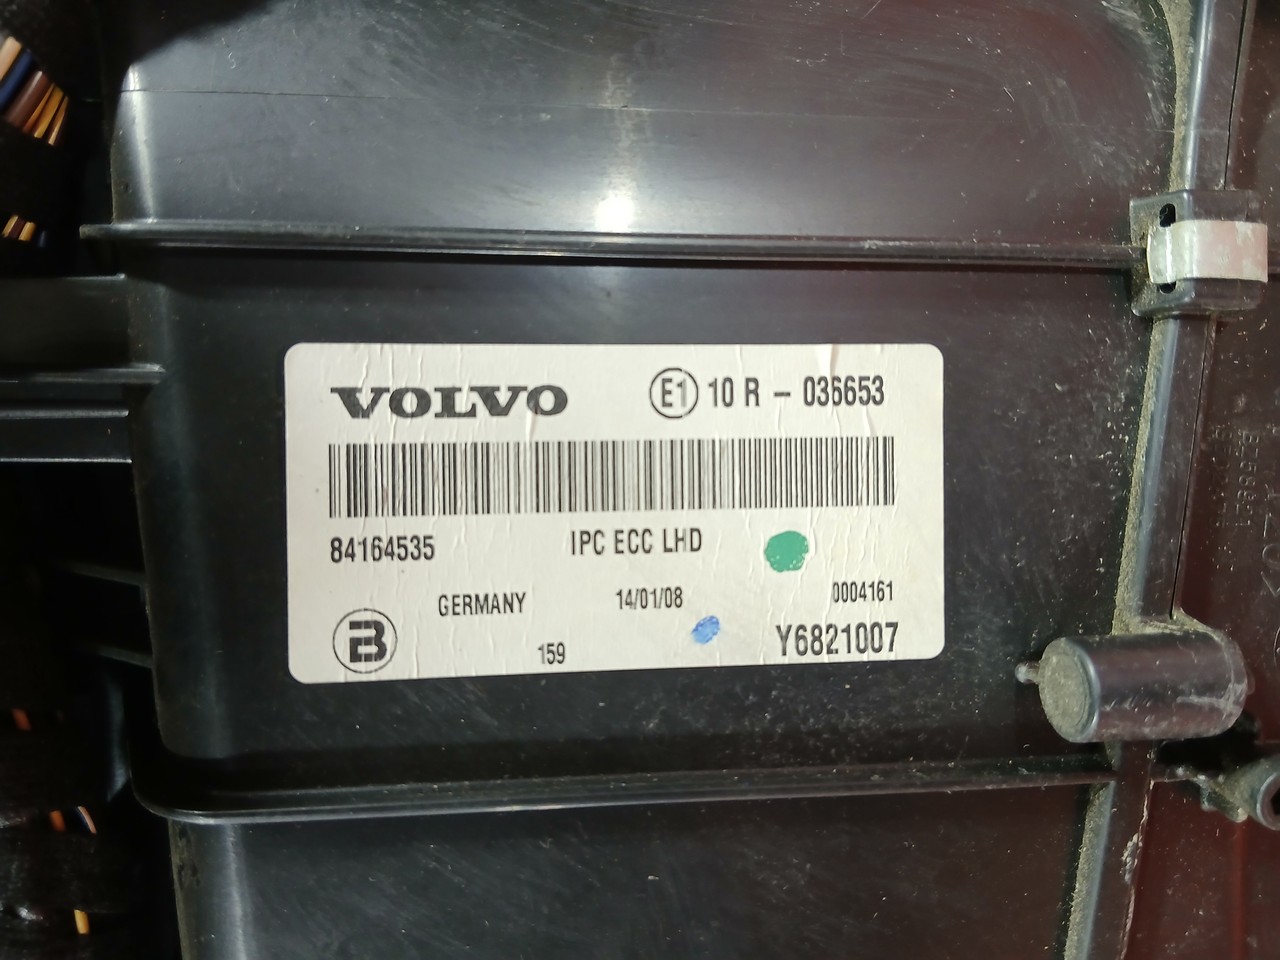 VOLVO E1 10 R - 036653
84164535 IPC ECC LHD
GERMANY 14/01/08 0004161
B 159 Y6821007